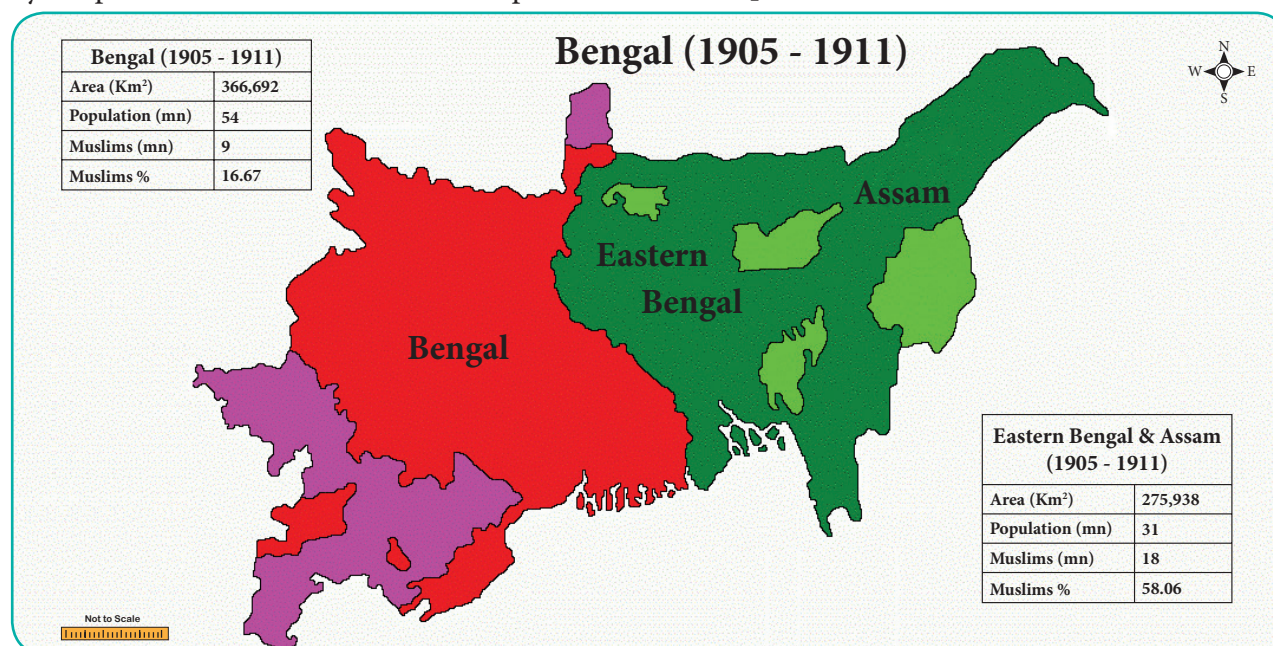 Bengal (1905 - 1911)
Bengal (1905 - 1911)
Area (Km²) 366,692
Population (mn) 54
Muslims (mn) 9
Muslims % 16.67
N
W E
S
Assam
Eastern
Bengal
Bengal
Eastern Bengal & Assam
(1905 - 1911)
Area (Km²) 275,938
Population (mn) 31
Muslims (mn) 18
Muslims % 58.06
Not to Scale